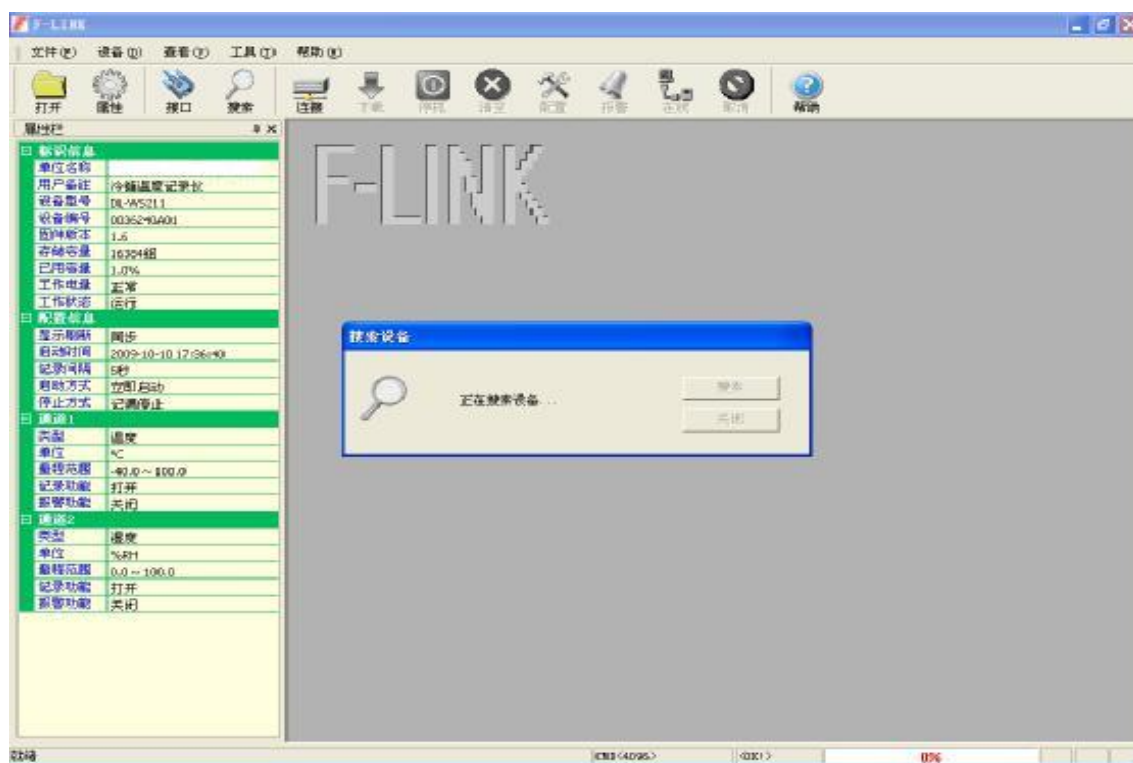 F-LINK
文件(F) 设备(D) 查看(V) 工具(T) 帮助(H)
打开 属性 接口 搜索 连接 下载 停机 清空 配置 报警 在线 取消 帮助
属性栏
标识信息
单位名称
用户备注 冷链温度记录仪
设备型号 DL-WS211
设备编号 0036240A01
固件版本 1.6
存储容量 16304组
已用容量 1.0%
工作电量 正常
工作状态 运行
配置信息
显示刷新 同步
启动时间 2009-10-10 17:36:40
记录间隔 5秒
启动方式 立即启动
停止方式 记满停止
通道1
类型 温度
单位 ℃
量程范围 -40.0~100.0
记录功能 打开
报警功能 关闭
通道2
类型 湿度
单位 %RH
量程范围 0.0~100.0
记录功能 打开
报警功能 关闭
F-LINK
搜索设备
正在搜索设备...
搜索
关闭
就绪 CMD<4096> <OK!> 0%